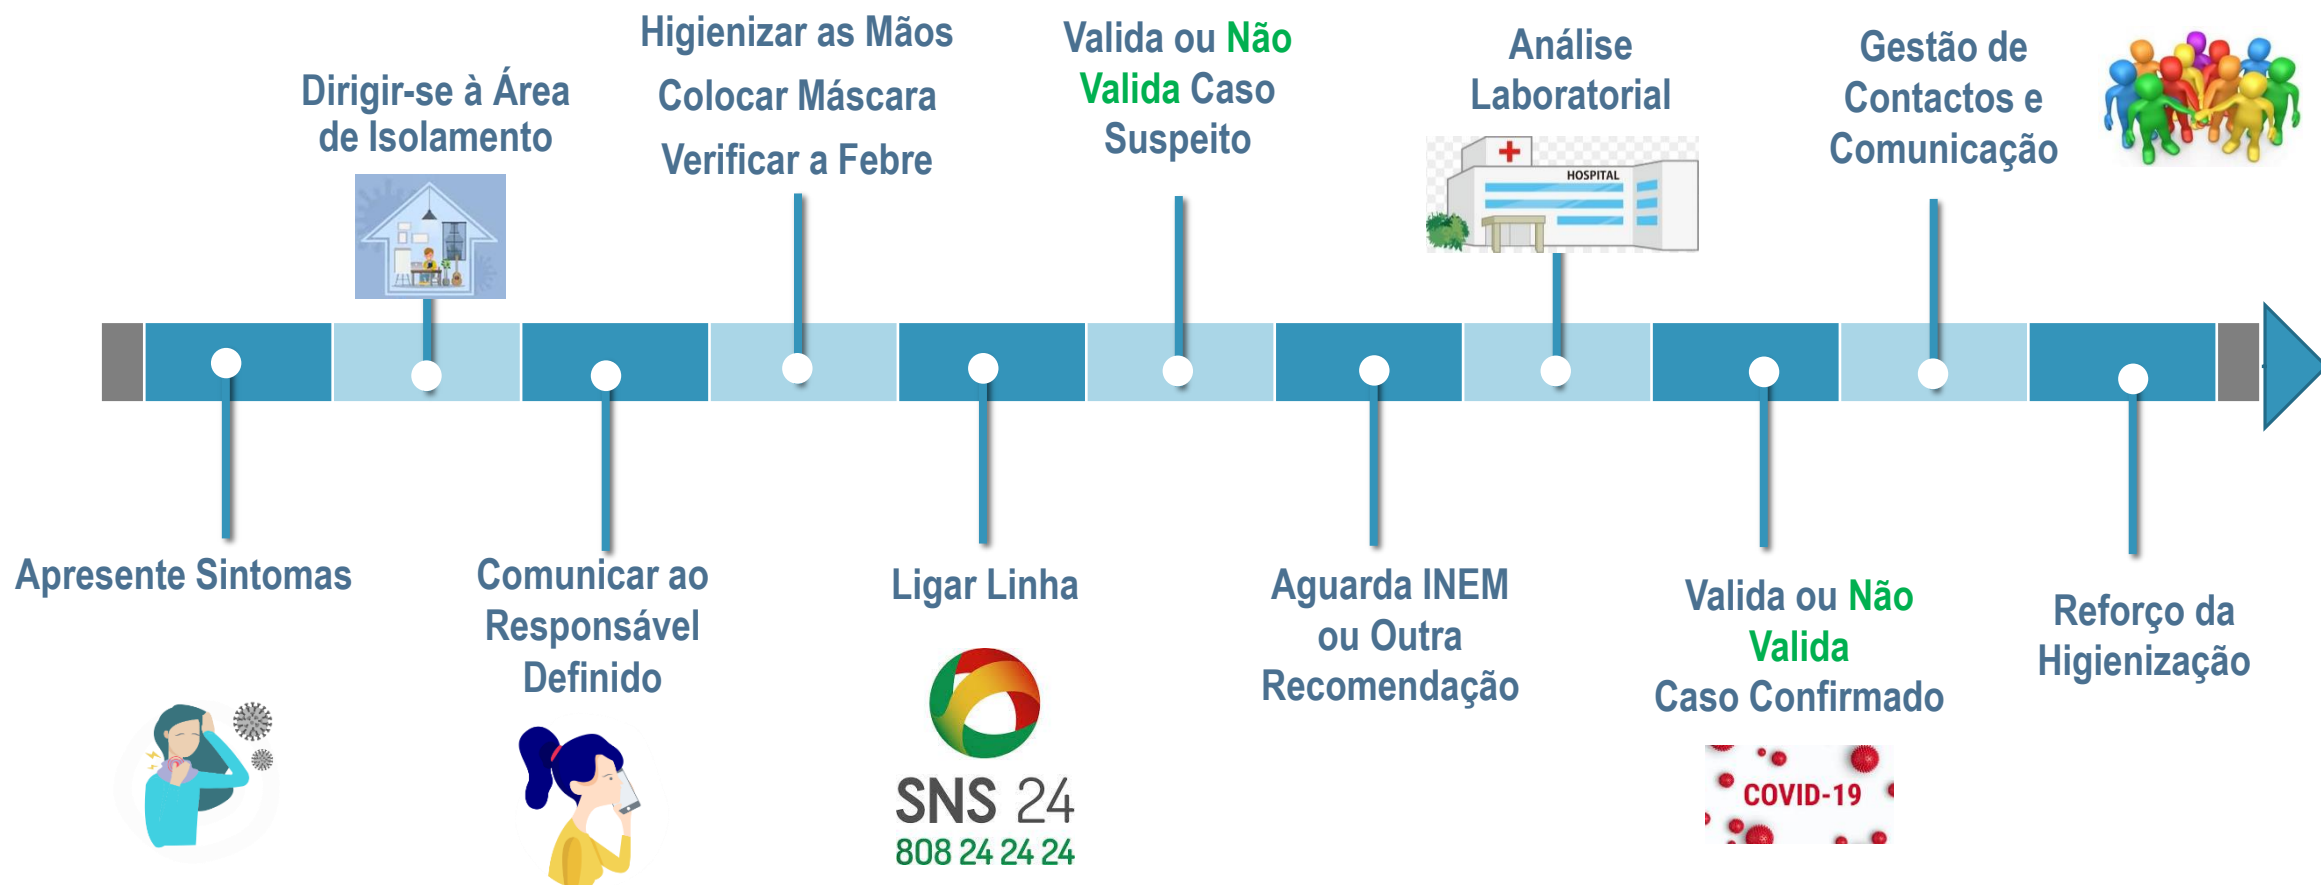 Apresente Sintomas
Dirigir-se à Área
de Isolamento
Comunicar ao
Responsável
Definido
Higienizar as Mãos
Colocar Máscara
Verificar a Febre
Ligar Linha
SNS 24
808 24 24 24
Valida ou Não
Valida Caso
Suspeito
Aguarda INEM
ou Outra
Recomendação
Análise
Laboratorial
HOSPITAL
Valida ou Não
Valida
Caso Confirmado
COVID-19
Gestão de
Contactos e
Comunicação
Reforço da
Higienização